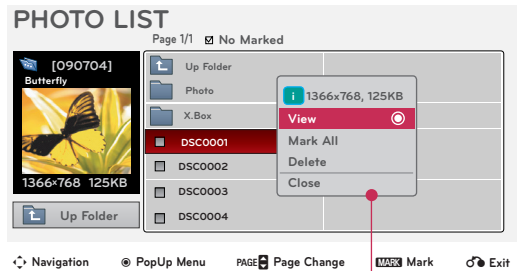 PHOTO LIST
Page 1/1 No Marked
[090704]
Butterfly
1366x768 125KB
Up Folder
Up Folder
Photo
X.Box
DSC0001
DSC0002
DSC0003
DSC0004
i 1366x768, 125KB
View
Mark All
Delete
Close
Navigation PopUp Menu PAGE Page Change MARK Mark Exit